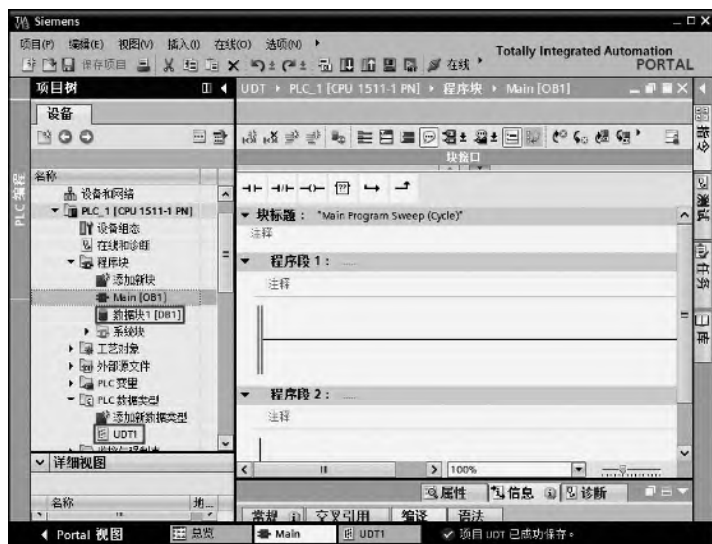 Siemens
项目(P) 编辑(E) 视图(V) 插入(I) 在线(O) 选项(N)
Totally Integrated Automation
PORTAL
保存项目
在线
项目树
UDT ▸ PLC_1 [CPU 1511-1 PN] ▸ 程序块 ▸ Main [OB1]
设备
块接口
名称
设备和网络
PLC_1 [CPU 1511-1 PN]
设备组态
在线和诊断
程序块
添加新块
Main [OB1]
数据块1 [DB1]
系统块
工艺对象
外部源文件
PLC 变量
PLC 数据类型
添加新数据类型
UDT1
详细视图
名称
地...
PLC 编程
块标题： "Main Program Sweep (Cycle)"
注释
程序段 1： ......
注释
程序段 2： ......
注释
100%
属性
信息
诊断
常规
交叉引用
编译
语法
指令
测试
任务
库
Portal 视图
总览
Main
UDT1
项目 UDT 已成功保存。